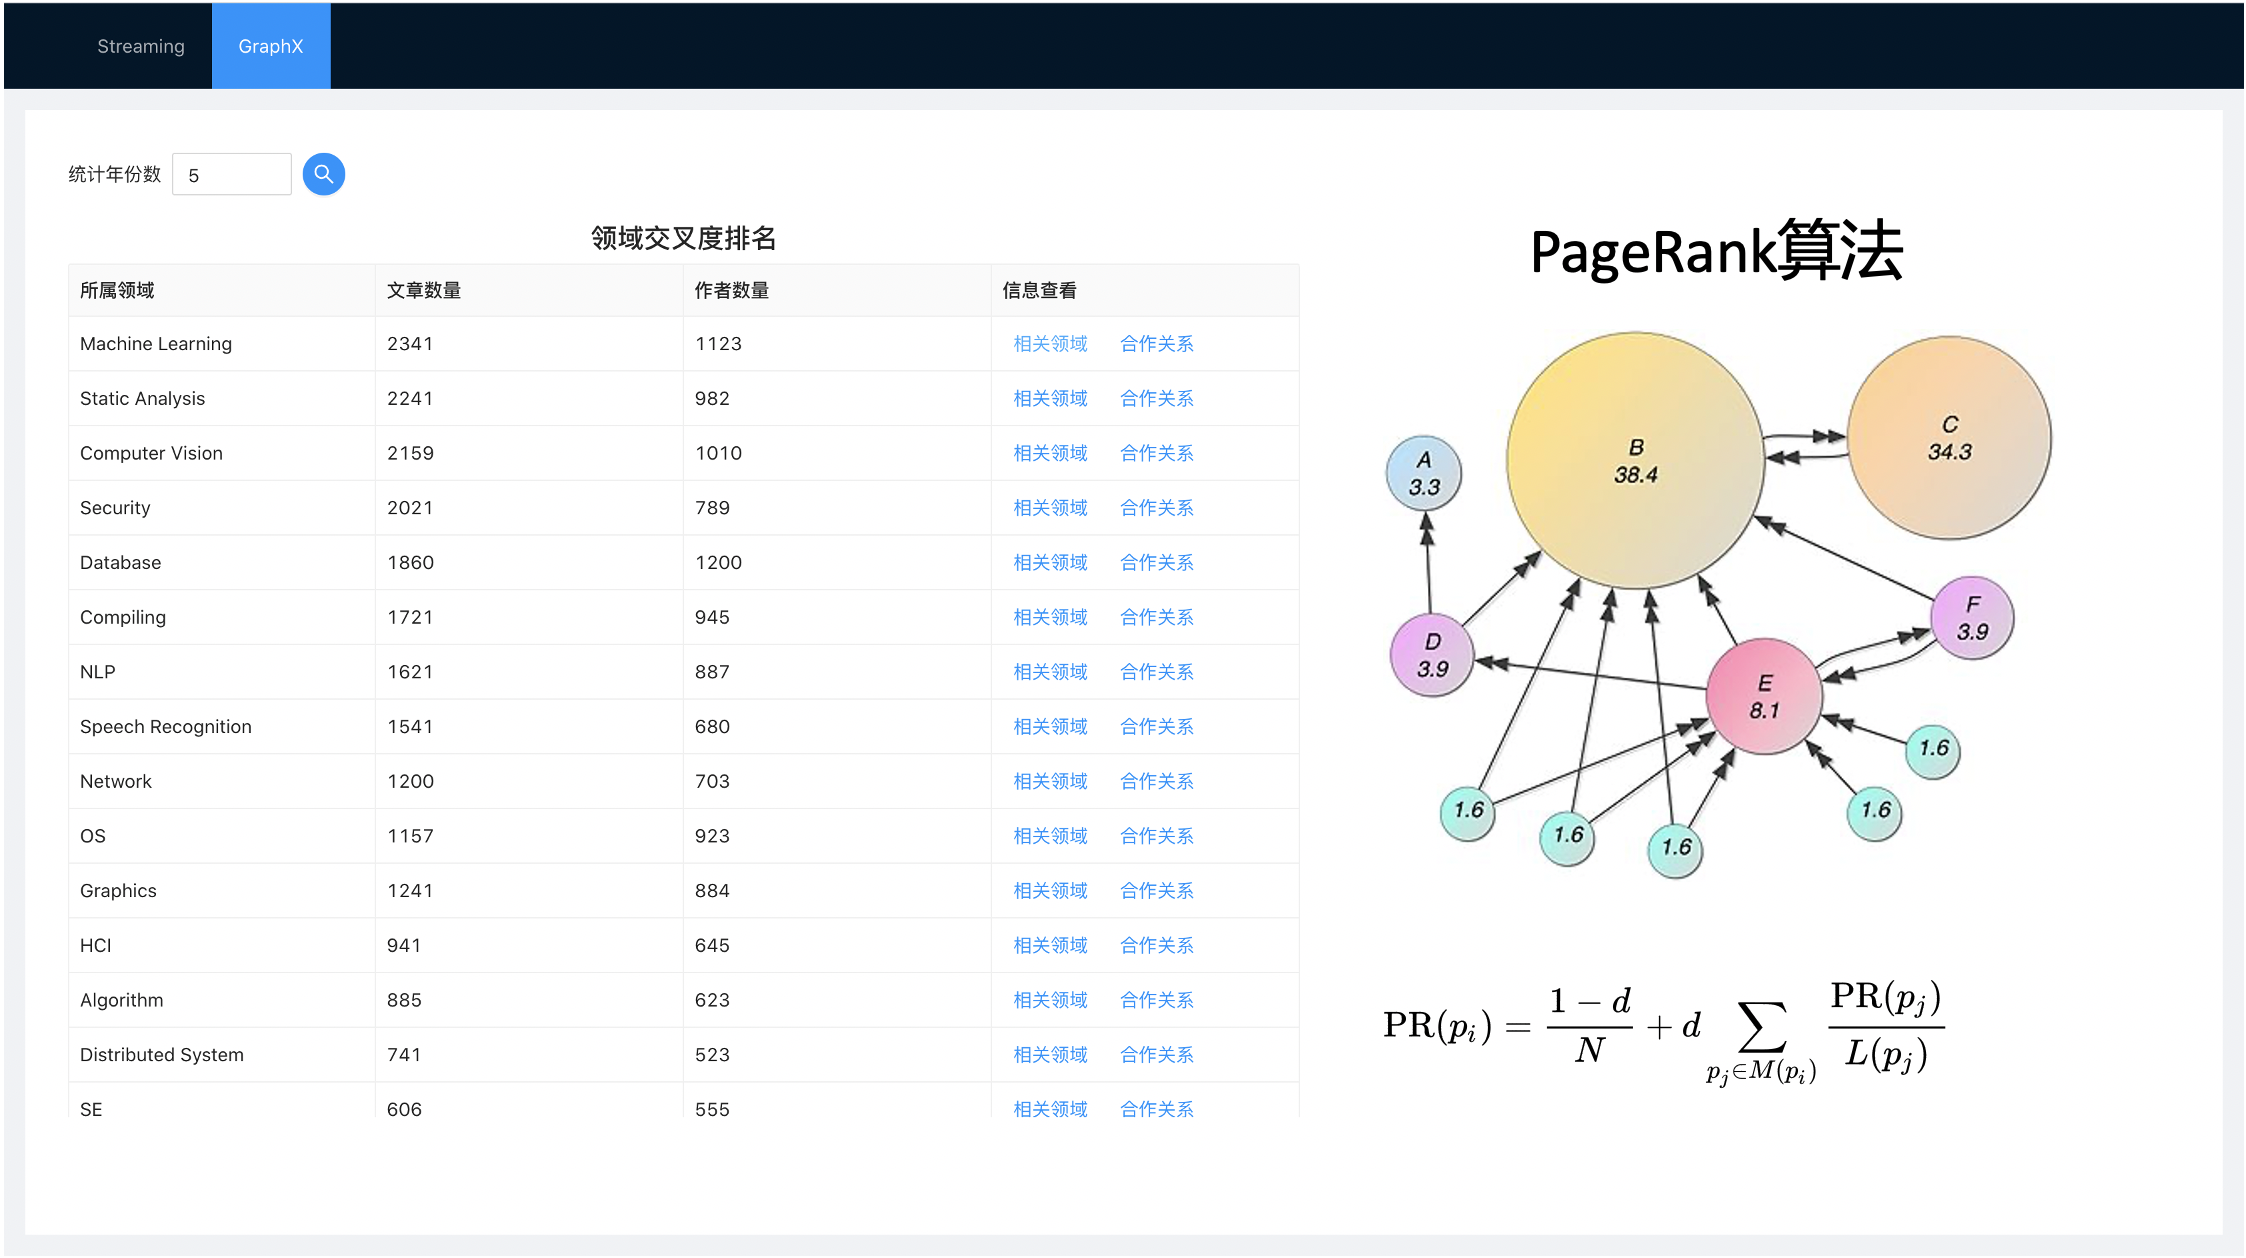 Streaming GraphX
统计年份数 5
领域交叉度排名
所属领域 文章数量 作者数量 信息查看
Machine Learning 2341 1123 相关领域 合作关系
Static Analysis 2241 982 相关领域 合作关系
Computer Vision 2159 1010 相关领域 合作关系
Security 2021 789 相关领域 合作关系
Database 1860 1200 相关领域 合作关系
Compiling 1721 945 相关领域 合作关系
NLP 1621 887 相关领域 合作关系
Speech Recognition 1541 680 相关领域 合作关系
Network 1200 703 相关领域 合作关系
OS 1157 923 相关领域 合作关系
Graphics 1241 884 相关领域 合作关系
HCI 941 645 相关领域 合作关系
Algorithm 885 623 相关领域 合作关系
Distributed System 741 523 相关领域 合作关系
SE 606 555 相关领域 合作关系
PageRank算法
A
3.3
B
38.4
C
34.3
D
3.9
E
8.1
F
3.9
1.6
1.6
1.6
1.6
1.6
PR(p_i) = \frac{1-d}{N} + d \sum_{p_j \in M(p_i)} \frac{PR(p_j)}{L(p_j)}